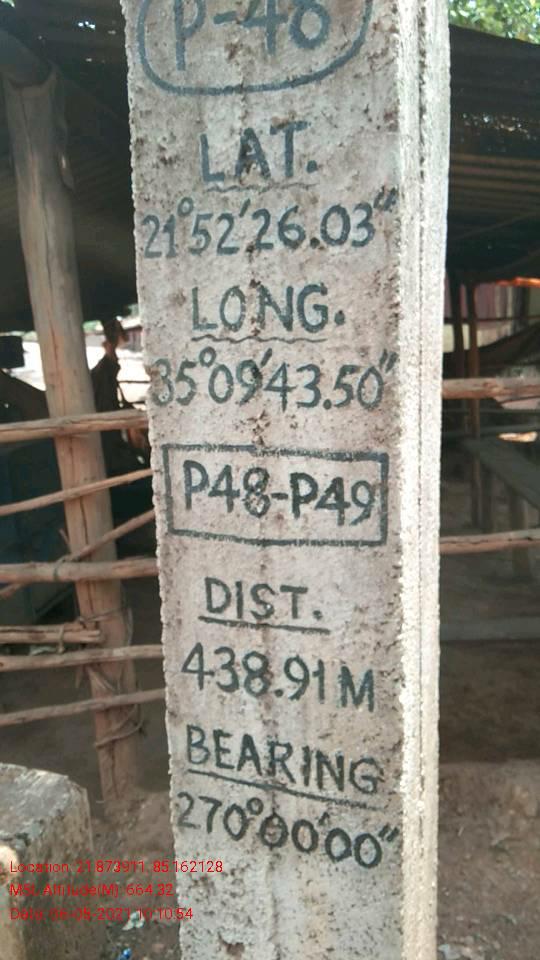 P-48
LAT.
21°52'26.03"
LONG.
85°09'43.50"
P48-P49
DIST.
438.91M
BEARING
270°00'00"
Location: 21.873911, 85.162128
MSL Altitude(M): 664.32
Date: 06-05-2021 10:10:54